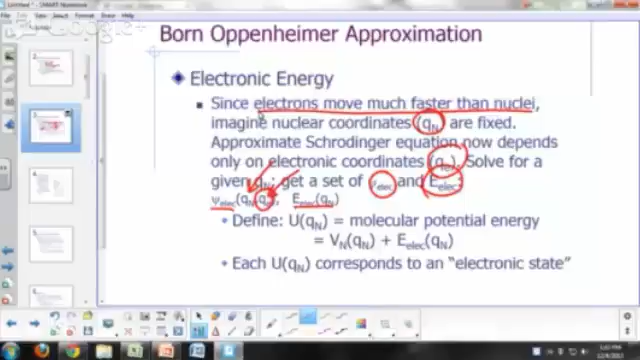 Born Oppenheimer Approximation
Electronic Energy
Since electrons move much faster than nuclei,
imagine nuclear coordinates (qN) are fixed.
Approximate Schrodinger equation now depends
only on electronic coordinates (qel). Solve for a
given qN; get a set of ψelec and Eelec:
ψelec(qN, Eelec(qN)
Define: U(qN) = molecular potential energy
= VN(qN) + Eelec(qN)
Each U(qN) corresponds to an “electronic state”